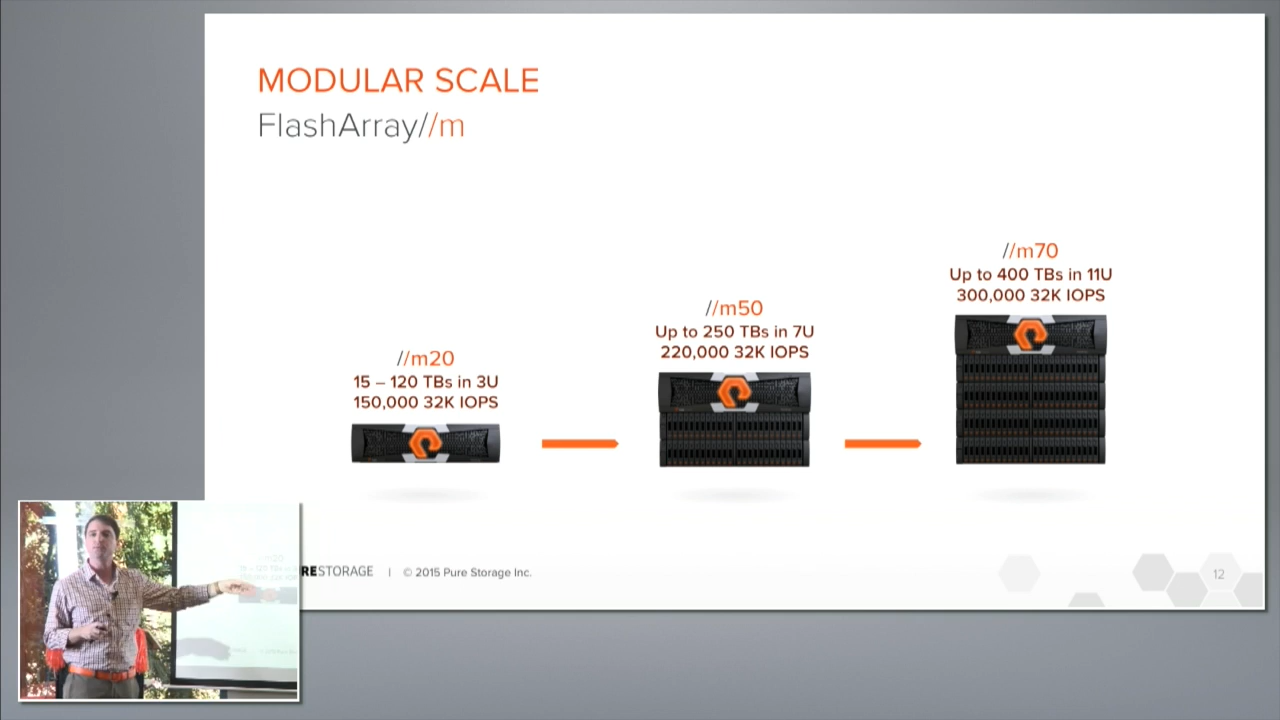 MODULAR SCALE
FlashArray//m
//m20
15 – 120 TBs in 3U
150,000 32K IOPS
//m50
Up to 250 TBs in 7U
220,000 32K IOPS
//m70
Up to 400 TBs in 11U
300,000 32K IOPS
RESTORAGE | © 2015 Pure Storage Inc.
12